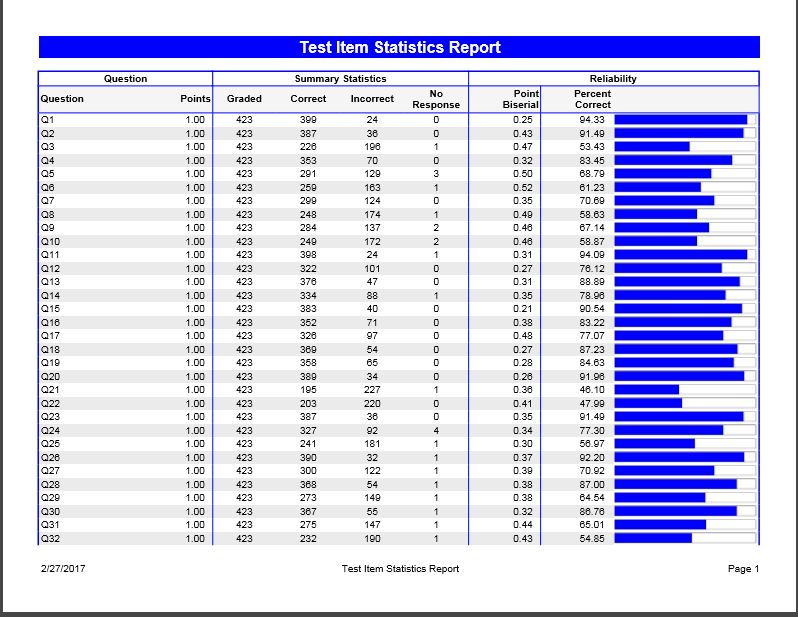 Test Item Statistics Report
Question Summary Statistics Reliability
Question Points Graded Correct Incorrect No Response Point Biserial Percent Correct
Q1 1.00 423 399 24 0 0.25 94.33
Q2 1.00 423 387 36 0 0.43 91.49
Q3 1.00 423 226 196 1 0.47 53.43
Q4 1.00 423 353 70 0 0.32 83.45
Q5 1.00 423 291 129 3 0.50 68.79
Q6 1.00 423 259 163 1 0.52 61.23
Q7 1.00 423 299 124 0 0.35 70.69
Q8 1.00 423 248 174 1 0.49 58.63
Q9 1.00 423 284 137 2 0.46 67.14
Q10 1.00 423 249 172 2 0.46 58.87
Q11 1.00 423 398 24 1 0.31 94.09
Q12 1.00 423 322 101 0 0.27 76.12
Q13 1.00 423 376 47 0 0.31 88.89
Q14 1.00 423 334 88 1 0.35 78.96
Q15 1.00 423 383 40 0 0.21 90.54
Q16 1.00 423 352 71 0 0.38 83.22
Q17 1.00 423 326 97 0 0.48 77.07
Q18 1.00 423 369 54 0 0.27 87.23
Q19 1.00 423 358 65 0 0.28 84.63
Q20 1.00 423 389 34 0 0.26 91.96
Q21 1.00 423 195 227 1 0.36 46.10
Q22 1.00 423 203 220 0 0.41 47.99
Q23 1.00 423 387 36 0 0.35 91.49
Q24 1.00 423 327 92 4 0.34 77.30
Q25 1.00 423 241 181 1 0.30 56.97
Q26 1.00 423 390 32 1 0.37 92.20
Q27 1.00 423 300 122 1 0.39 70.92
Q28 1.00 423 368 54 1 0.38 87.00
Q29 1.00 423 273 149 1 0.38 64.54
Q30 1.00 423 367 55 1 0.32 86.76
Q31 1.00 423 275 147 1 0.44 65.01
Q32 1.00 423 232 190 1 0.43 54.85
2/27/2017 Test Item Statistics Report Page 1